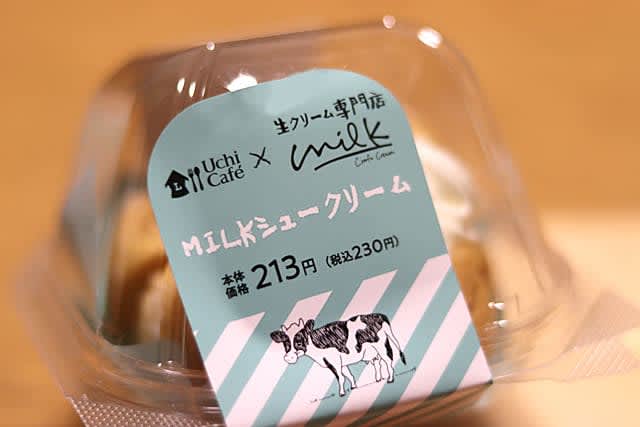 Uchi
Café
×
生クリーム専門店
milk
MILKシュークリーム
本体
価格 213円 (税込230円)